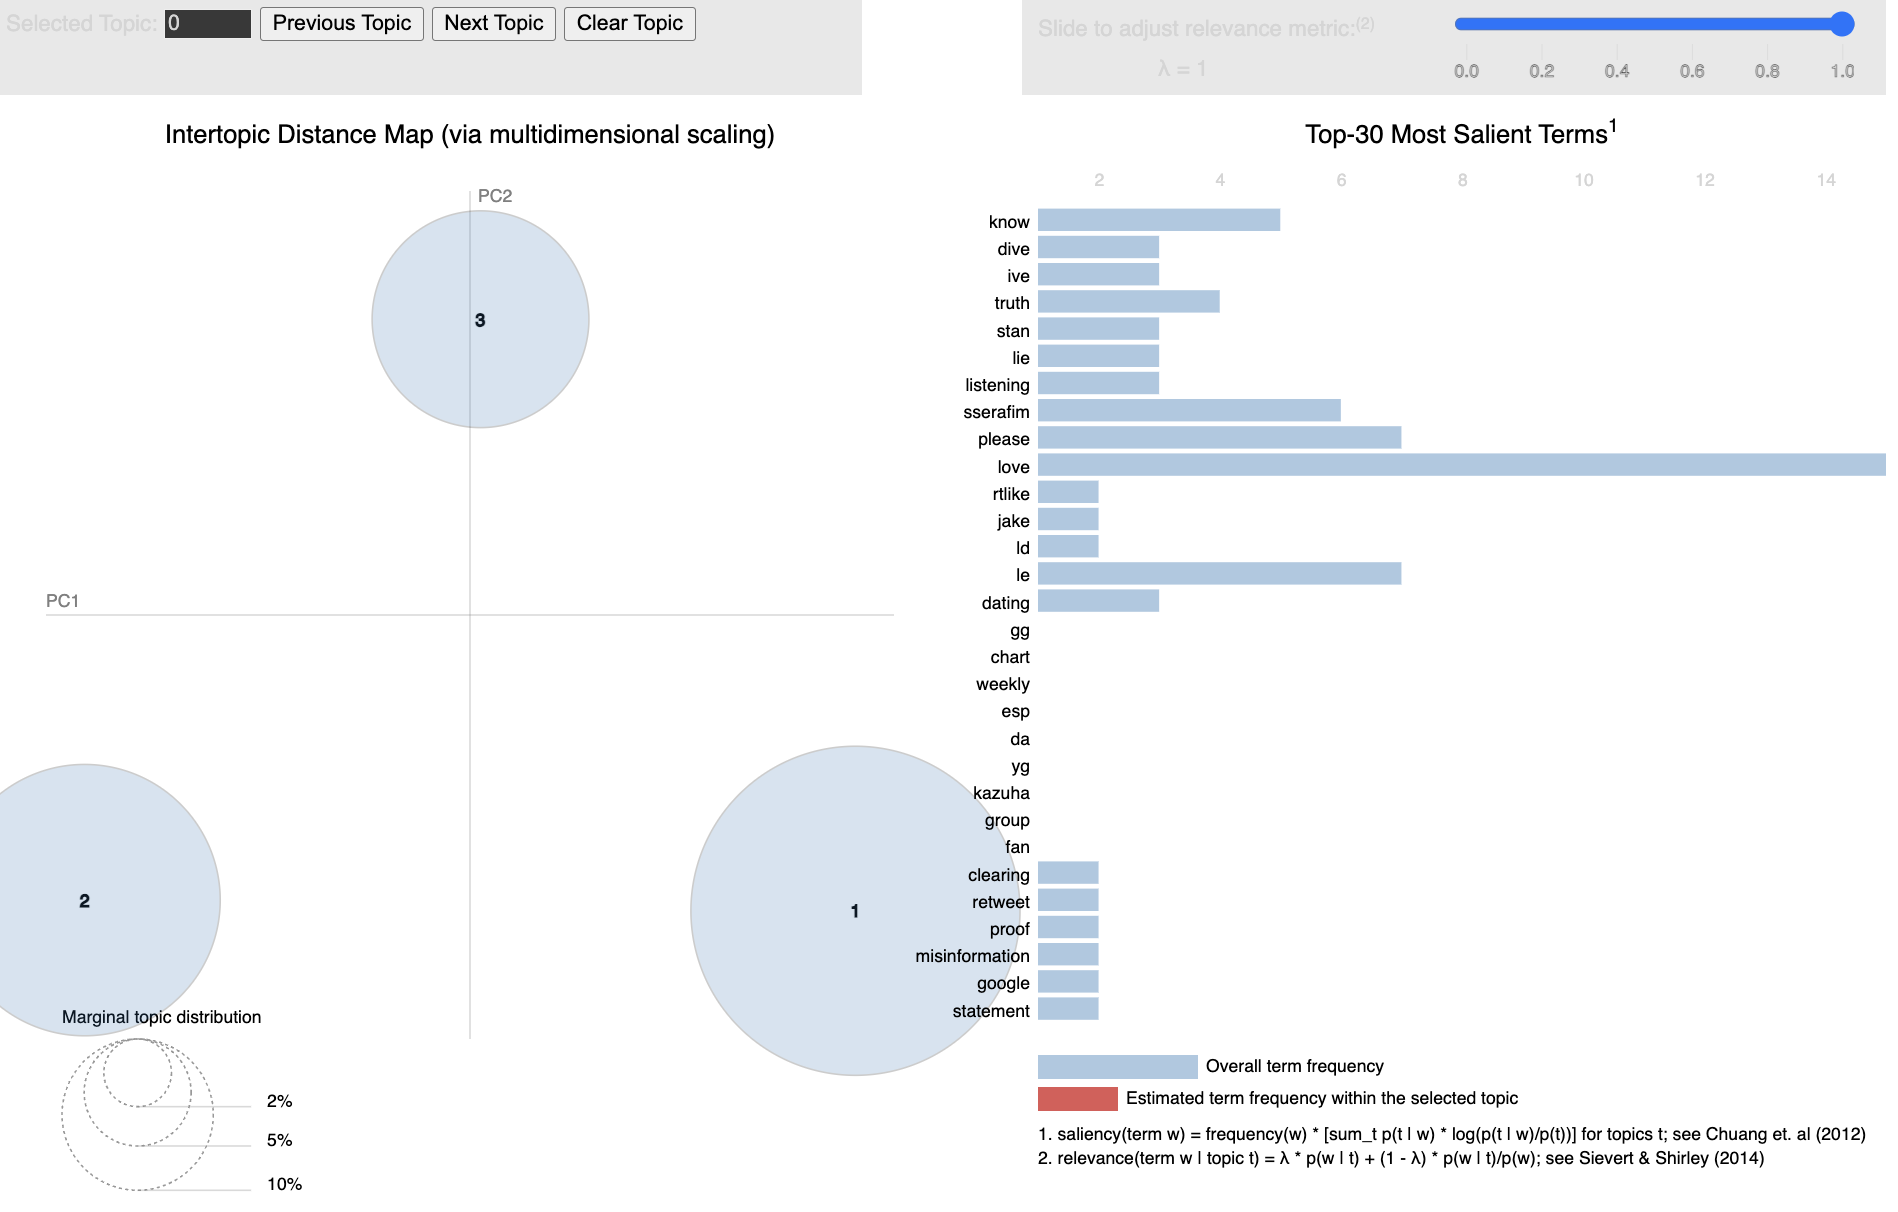 Selected Topic: 0 Previous Topic Next Topic Clear Topic
Slide to adjust relevance metric:(2)
λ = 1
0.0 0.2 0.4 0.6 0.8 1.0
Intertopic Distance Map (via multidimensional scaling)
PC2
3
PC1
2
1
Marginal topic distribution
2%
5%
10%
Top-30 Most Salient Terms1
2 4 6 8 10 12 14
know
dive
ive
truth
stan
lie
listening
sserafim
please
love
rtlike
jake
ld
le
dating
gg
chart
weekly
esp
da
yg
kazuha
group
fan
clearing
retweet
proof
misinformation
google
statement
Overall term frequency
Estimated term frequency within the selected topic
1. saliency(term w) = frequency(w) * [sum_t p(t | w) * log(p(t | w)/p(t))] for topics t; see Chuang et. al (2012)
2. relevance(term w | topic t) = λ * p(w | t) + (1 - λ) * p(w | t)/p(w); see Sievert & Shirley (2014)